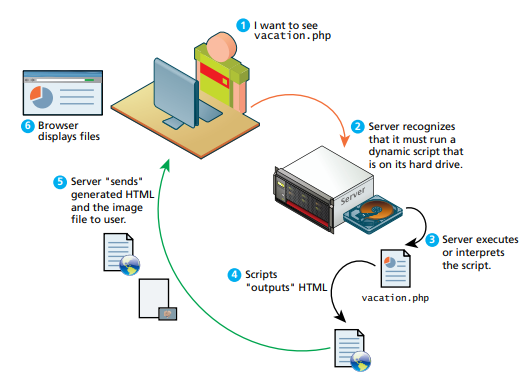 1 I want to see
vacation.php
2 Server recognizes
that it must run a
dynamic script that
is on its hard drive.
Server
3 Server executes
or interprets
the script.
vacation.php
4 Scripts
"outputs" HTML
5 Server "sends"
generated HTML
and the image
file to user.
6 Browser
displays files